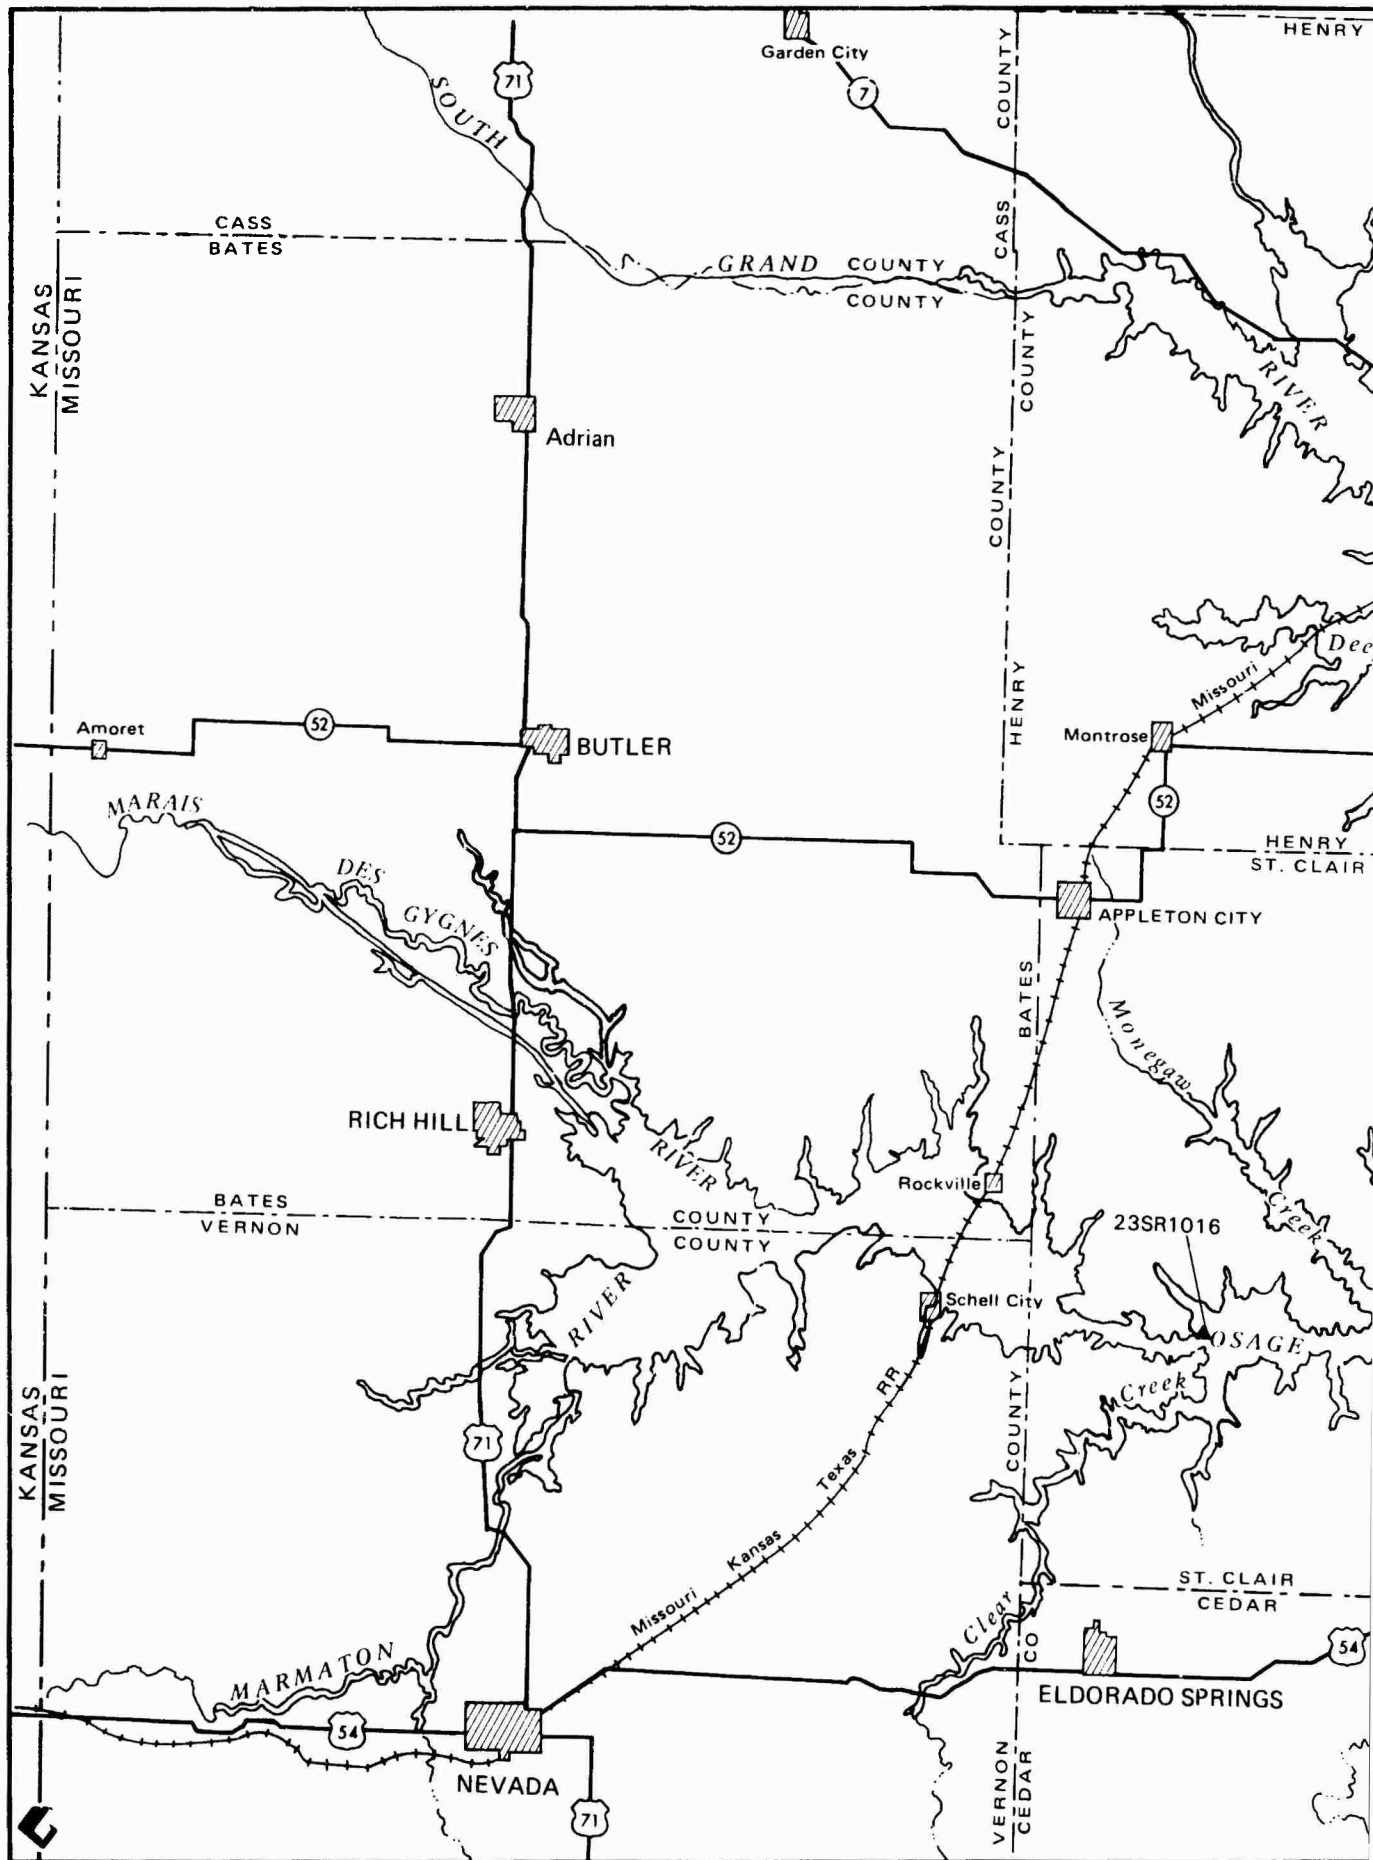 HENRY
COUNTY
Garden City
71
7
SOUTH
CASS
CASS
BATES
GRAND
COUNTY
COUNTY
COUNTY
KANSAS
MISSOURI
RIVER
Adrian
COUNTY
HENRY
Dee
Missouri
Amoret
52
BUTLER
Montrose
52
MARAIS
52
HENRY
ST. CLAIR
DES
GYGNES
APPLETON CITY
BATES
Monegaw
RICH HILL
RIVER
Rockville
Creek
BATES
VERNON
COUNTY
COUNTY
23SR1016
RIVER
Schell City
OSAGE
KANSAS
MISSOURI
RR
Creek
71
COUNTY
Texas
Kansas
Missouri
ST. CLAIR
CEDAR
Clear
CO
MARMATON
54
ELDORADO SPRINGS
54
NEVADA
71
VERNON
CEDAR